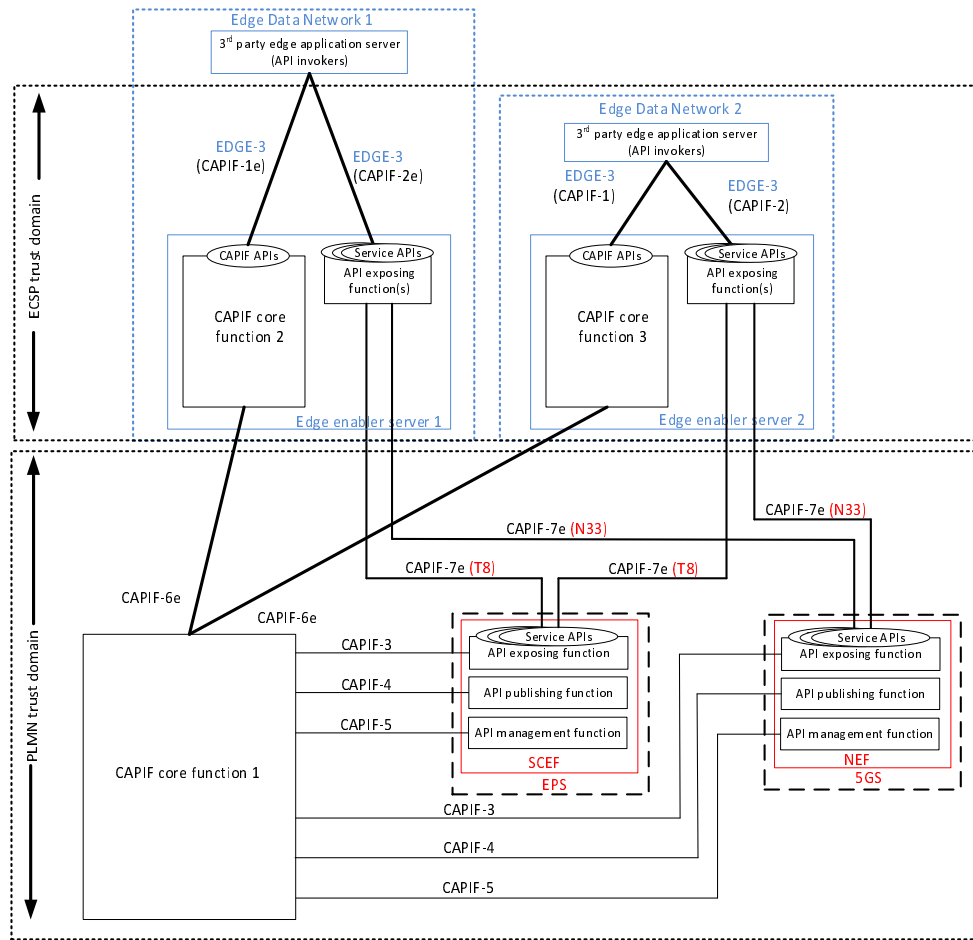 Edge Data Network 1
3rd party edge application server
(API invokers)
Edge Data Network 2
3rd party edge application server
(API invokers)
EDGE-3
(CAPIF-1e)
EDGE-3
(CAPIF-2e)
EDGE-3
(CAPIF-1)
EDGE-3
(CAPIF-2)
ECSP trust domain
CAPIF APIs
Service APIs
API exposing
function(s)
CAPIF core
function 2
Edge enabler server 1
CAPIF APIs
Service APIs
API exposing
function(s)
CAPIF core
function 3
Edge enabler server 2
PLMN trust domain
CAPIF-7e (N33)
CAPIF-7e (N33)
CAPIF-7e (T8)
CAPIF-7e (T8)
CAPIF-6e
CAPIF-6e
CAPIF core function 1
CAPIF-3
CAPIF-4
CAPIF-5
Service APIs
API exposing function
API publishing function
API management function
SCEF
EPS
Service APIs
API exposing function
API publishing function
API management function
NEF
5GS
CAPIF-3
CAPIF-4
CAPIF-5